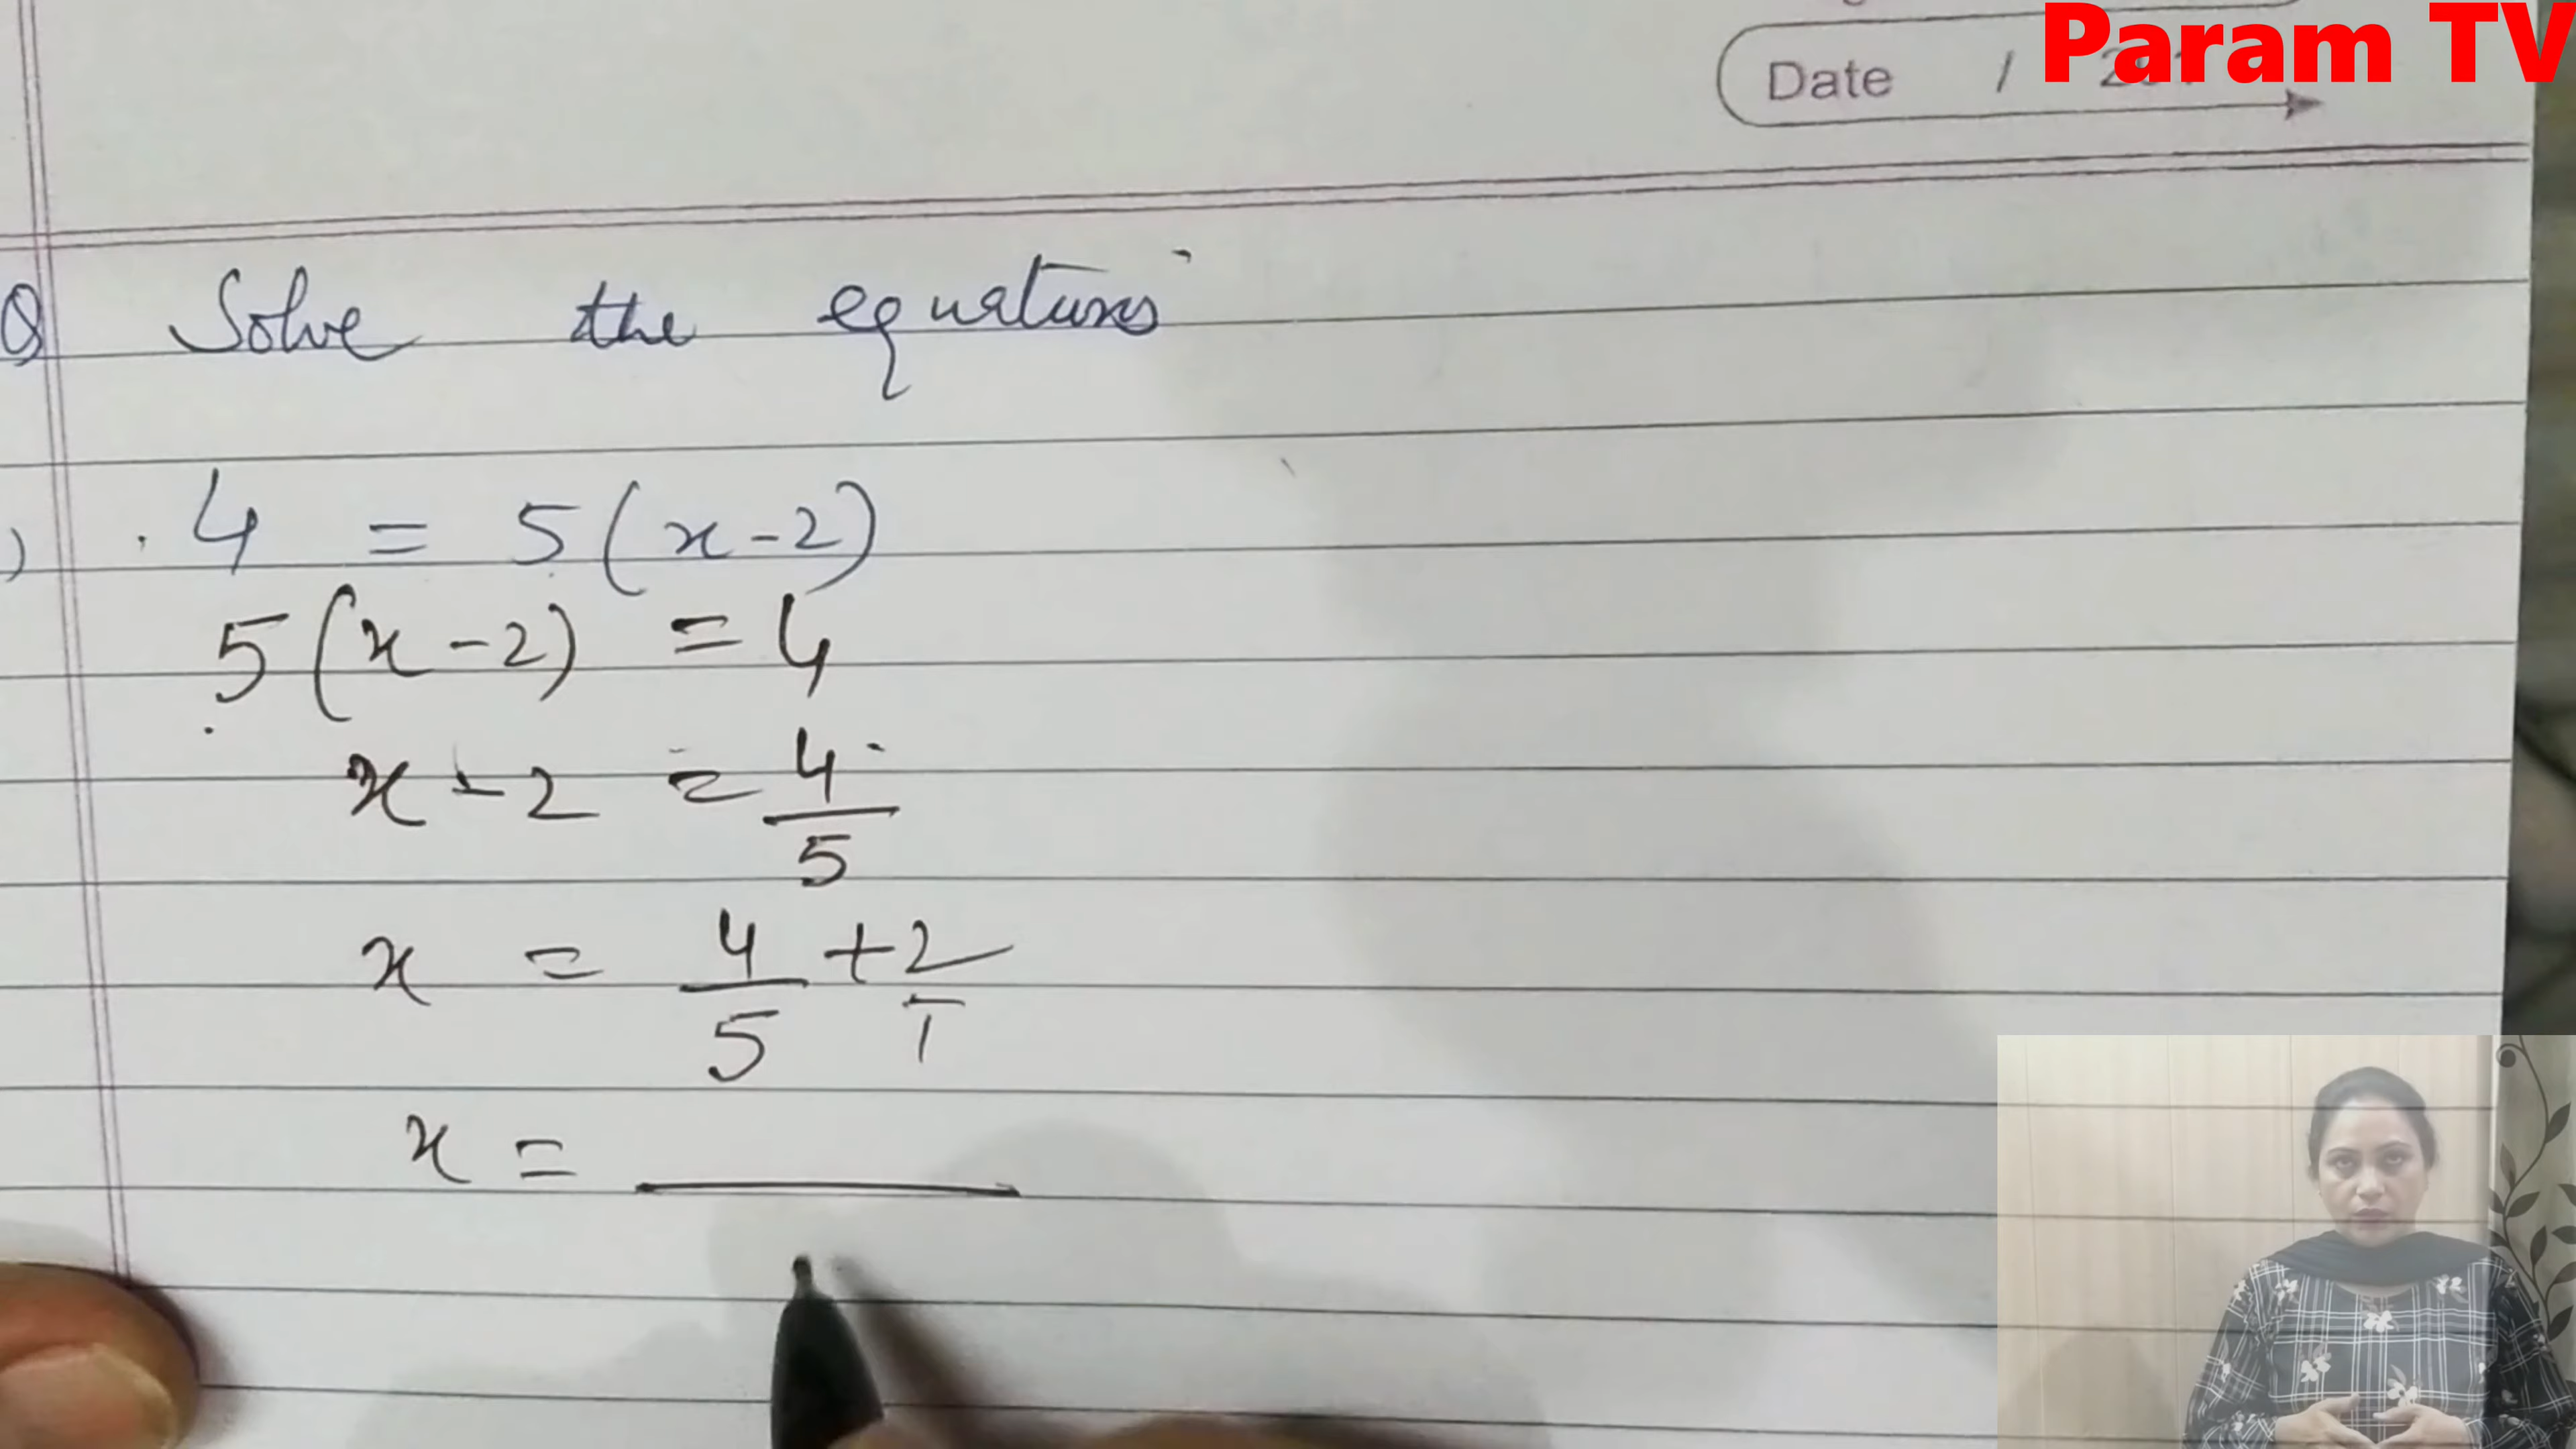 Param TV
Date / 201
Q Solve the equations
) 4 = 5(x-2)
5(x-2) = 4
x-2 = 4/5
x = 4/5 + 2/1
x =